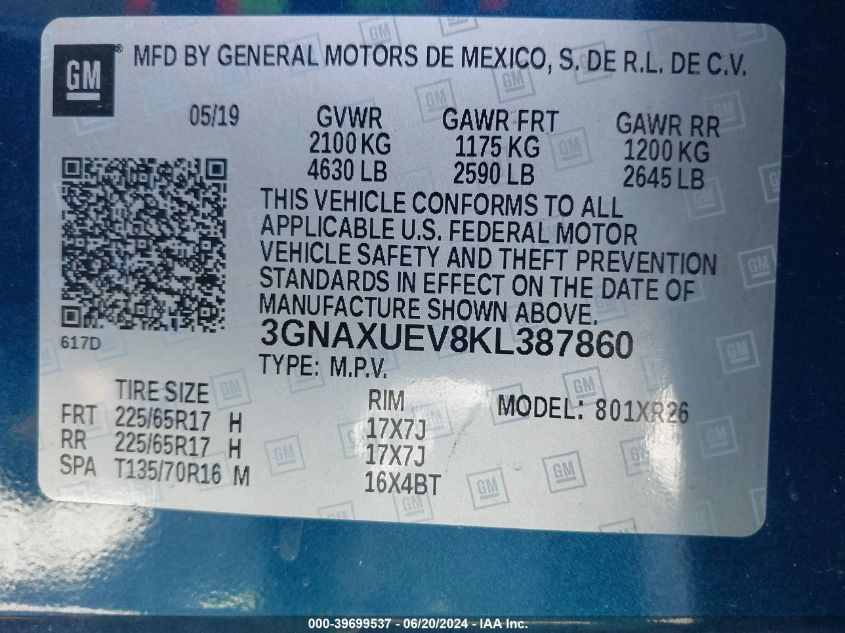 GM
MFD BY GENERAL MOTORS DE MEXICO, S. DE R.L. DE C.V.
05/19 GVWR GAWR FRT GAWR RR
2100 KG 1175 KG 1200 KG
4630 LB 2590 LB 2645 LB
THIS VEHICLE CONFORMS TO ALL
APPLICABLE U.S. FEDERAL MOTOR
VEHICLE SAFETY AND THEFT PREVENTION
STANDARDS IN EFFECT ON THE DATE OF
MANUFACTURE SHOWN ABOVE.
617D
3GNAXUEV8KL387860
TYPE: M.P.V.
TIRE SIZE RIM MODEL: 801XR26
FRT 225/65R17 H 17X7J
RR 225/65R17 H 17X7J
SPA T135/70R16 M 16X4BT
000-39699537 - 06/20/2024 - IAA Inc.